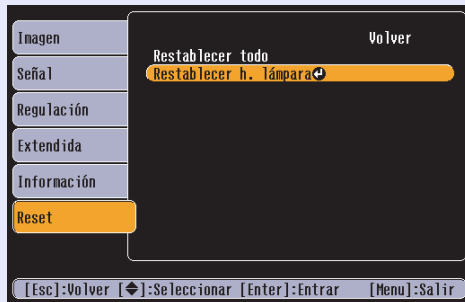 Imagen
Señal
Regulación
Extendida
Información
Reset
Volver
Restablecer todo
Restablecer h. lámpara
[Esc]:Volver [◆]:Seleccionar [Enter]:Entrar [Menu]:Salir